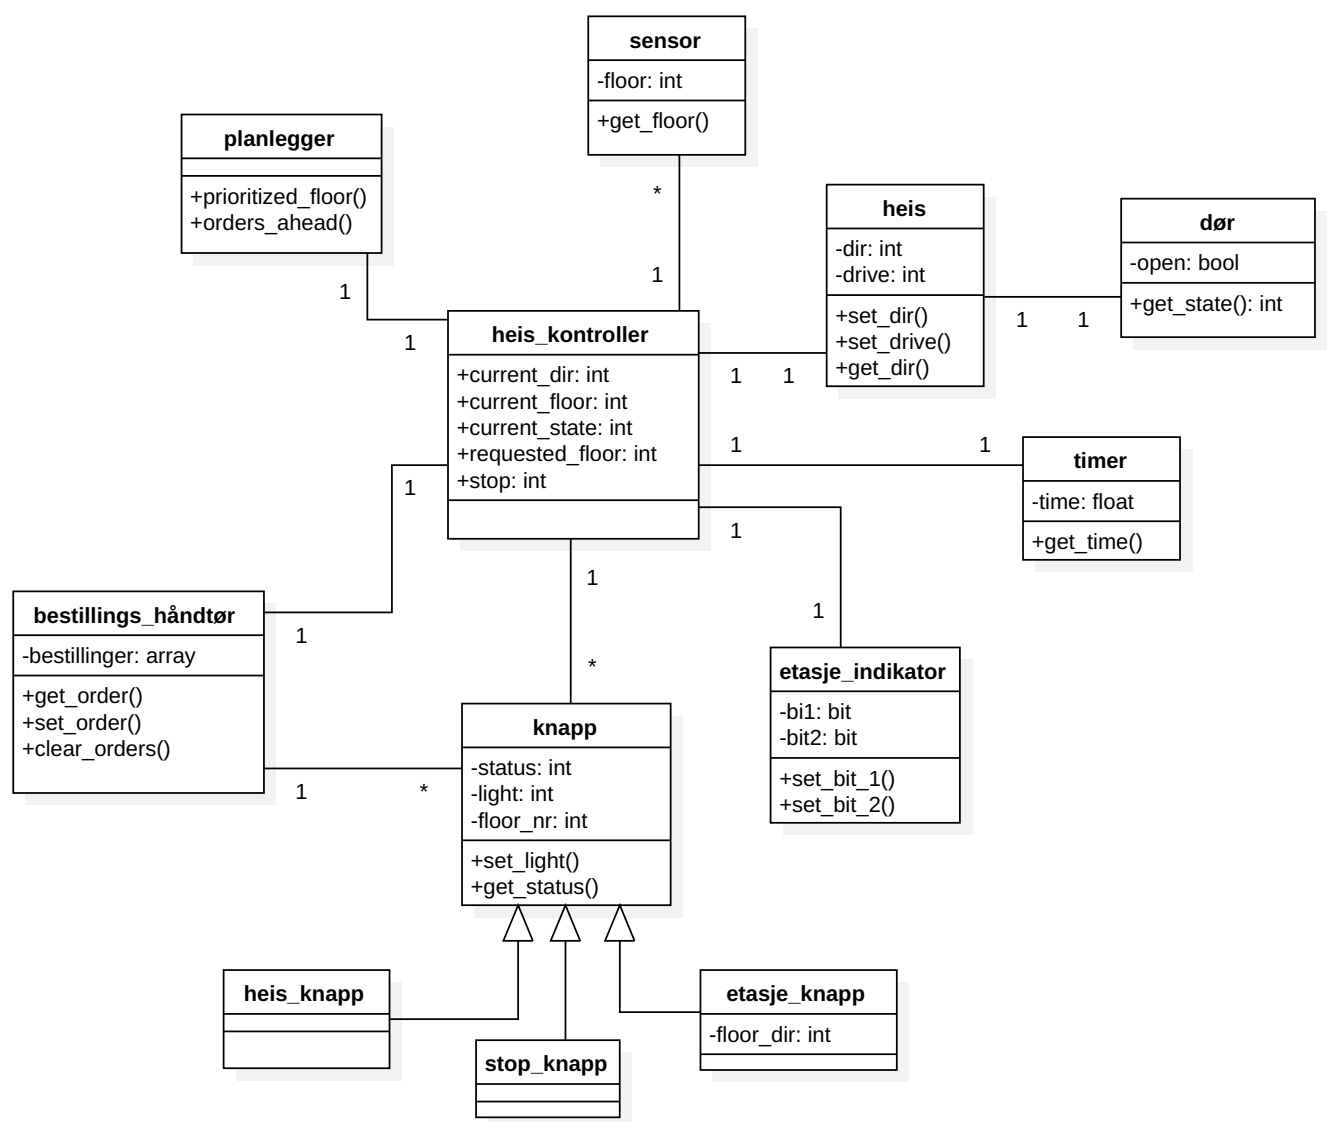 sensor
-floor: int
+get_floor()
planlegger
+prioritized_floor()
+orders_ahead()
*
1
heis
-dir: int
-drive: int
+set_dir()
+set_drive()
+get_dir()
dør
-open: bool
+get_state(): int
1
1
1
1
heis_kontroller
+current_dir: int
+current_floor: int
+current_state: int
+requested_floor: int
+stop: int
1
1
1
1
timer
-time: float
+get_time()
1
1
1
1
bestillings_håndtør
-bestillinger: array
+get_order()
+set_order()
+clear_orders()
1
*
1
*
knapp
-status: int
-light: int
-floor_nr: int
+set_light()
+get_status()
etasje_indikator
-bi1: bit
-bit2: bit
+set_bit_1()
+set_bit_2()
heis_knapp
stop_knapp
etasje_knapp
-floor_dir: int